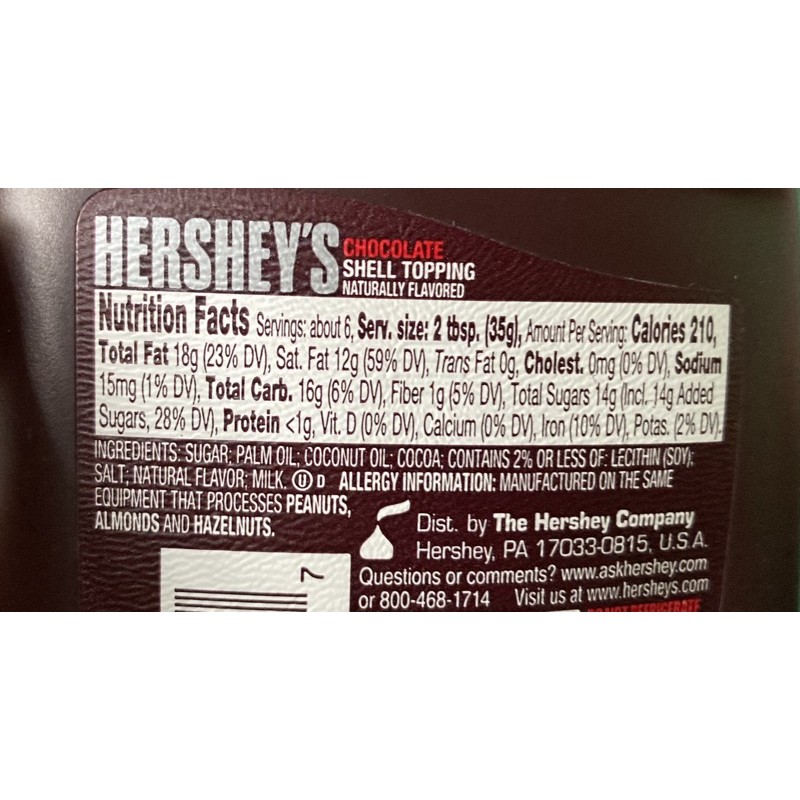 HERSHEY'S CHOCOLATE
SHELL TOPPING
NATURALLY FLAVORED
Nutrition Facts Servings: about 6, Serv. size: 2 tbsp. (35g), Amount Per Serving: Calories 210,
Total Fat 18g (23% DV), Sat. Fat 12g (59% DV), Trans Fat 0g, Cholest. 0mg (0% DV), Sodium
15mg (1% DV), Total Carb. 16g (6% DV), Fiber 1g (5% DV), Total Sugars 14g (Incl. 14g Added
Sugars, 28% DV), Protein <1g, Vit. D (0% DV), Calcium (0% DV), Iron (10% DV), Potas. (2% DV).
INGREDIENTS: SUGAR; PALM OIL; COCONUT OIL; COCOA; CONTAINS 2% OR LESS OF: LECITHIN (SOY);
SALT; NATURAL FLAVOR; MILK. Ⓤ D ALLERGY INFORMATION: MANUFACTURED ON THE SAME
EQUIPMENT THAT PROCESSES PEANUTS,
ALMONDS AND HAZELNUTS.
Dist. by The Hershey Company
Hershey, PA 17033-0815, U.S.A.
Questions or comments? www.askhershey.com
or 800-468-1714 Visit us at www.hersheys.com
DO NOT REFRIGERATE
7